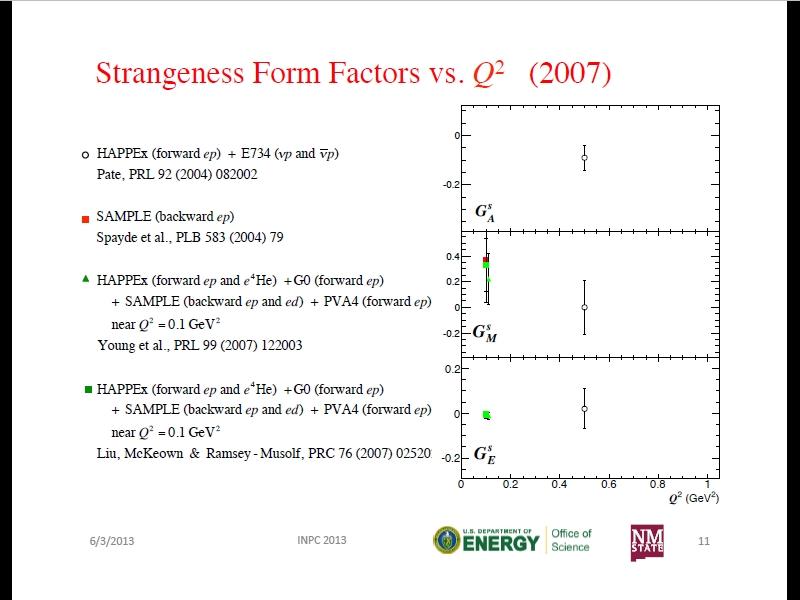 Strangeness Form Factors vs. Q² (2007)
HAPPEx (forward ep) + E734 (νp and ν̅p)
Pate, PRL 92 (2004) 082002
SAMPLE (backward ep)
Spayde et al., PLB 583 (2004) 79
HAPPEx (forward ep and e⁴He) +G0 (forward ep)
+ SAMPLE (backward ep and ed) + PVA4 (forward ep)
near Q² = 0.1 GeV²
Young et al., PRL 99 (2007) 122003
HAPPEx (forward ep and e⁴He) +G0 (forward ep)
+ SAMPLE (backward ep and ed) + PVA4 (forward ep)
near Q² = 0.1 GeV²
Liu, McKeown & Ramsey-Musolf, PRC 76 (2007) 02520
0
-0.2
G^s_A
0.4
0.2
0
-0.2
G^s_M
0.2
0
-0.2
G^s_E
0 0.2 0.4 0.6 0.8 1
Q² (GeV²)
6/3/2013
INPC 2013
U.S. DEPARTMENT OF
ENERGY
Office of
Science
NM
STATE
11